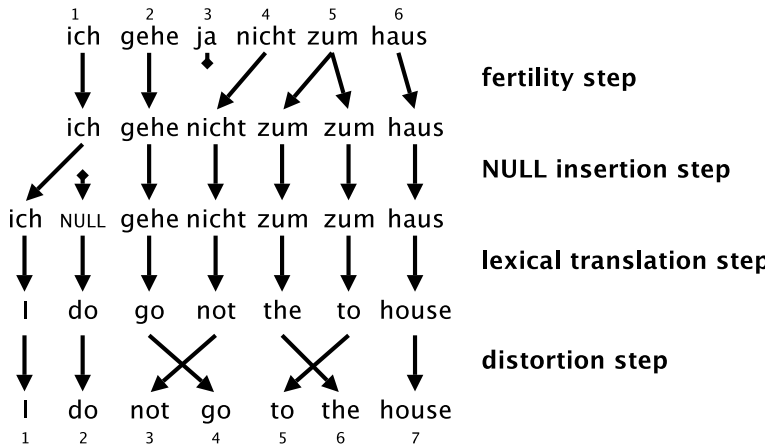 1 2 3 4 5 6
ich gehe ja nicht zum haus
fertility step
ich gehe nicht zum zum haus
NULL insertion step
ich NULL gehe nicht zum zum haus
lexical translation step
I do go not the to house
distortion step
I do not go to the house
1 2 3 4 5 6 7